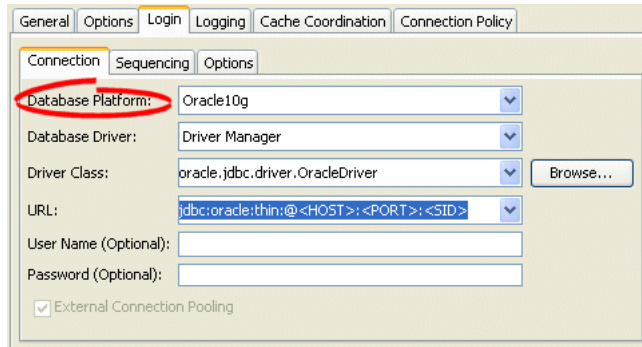 General Options Login Logging Cache Coordination Connection Policy
Connection Sequencing Options
Database Platform: Oracle10g
Database Driver: Driver Manager
Driver Class: oracle.jdbc.driver.OracleDriver Browse...
URL: jdbc:oracle:thin:@<HOST>:<PORT>:<SID>
User Name (Optional):
Password (Optional):
External Connection Pooling